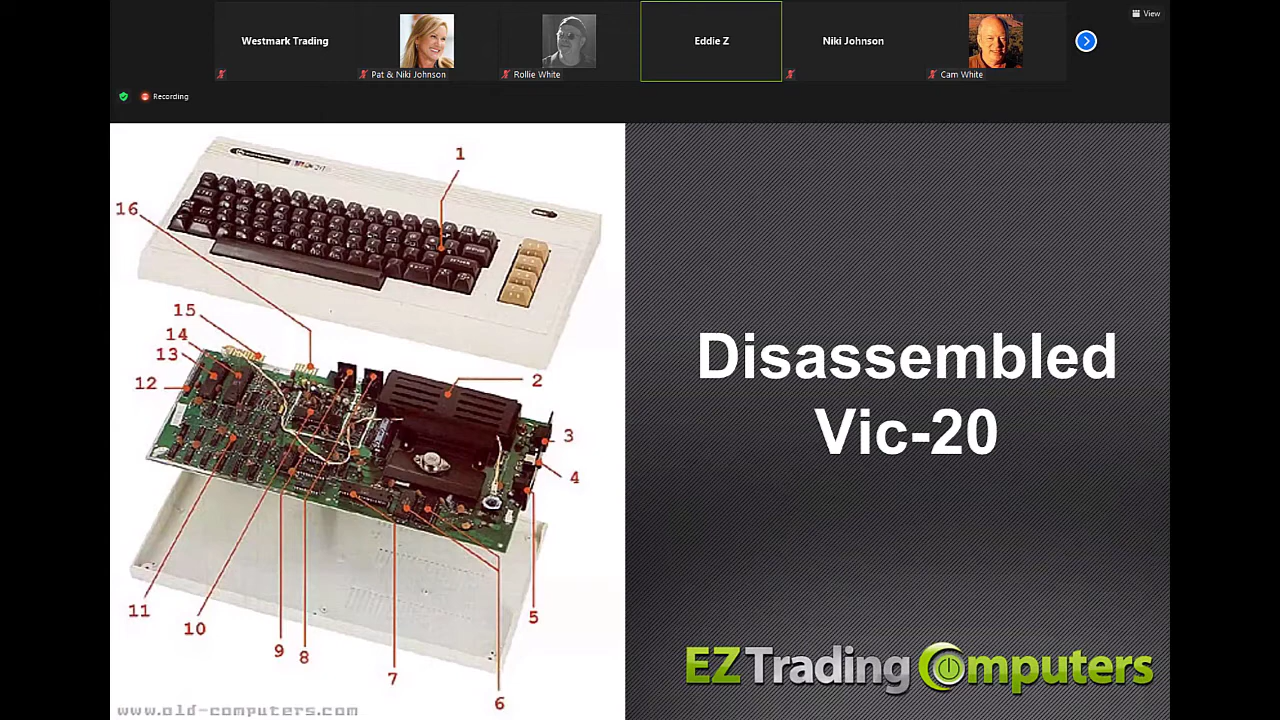 View
Westmark Trading
Eddie Z
Niki Johnson
Pat & Niki Johnson
Rollie White
Cam White
Recording
1
16
15
14
13
12
2
3
4
11
10
9
8
7
6
5
Disassembled
Vic-20
EZ Trading Computers
www.old-computers.com